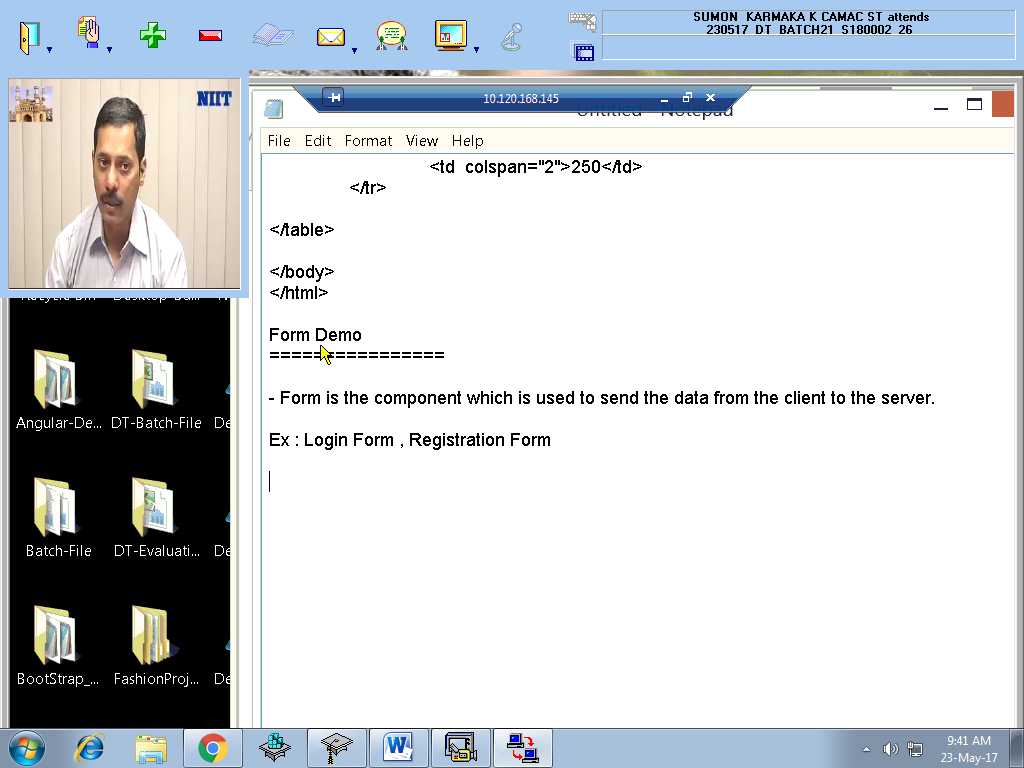 SUMON KARMAKA K CAMAC ST attends
230517 DT BATCH21 S180002 26
NIIT
10.120.168.145
Untitled - Notepad
File Edit Format View Help
<td colspan="2">250</td>
</tr>
</table>
</body>
</html>
Form Demo
================
- Form is the component which is used to send the data from the client to the server.
Ex : Login Form , Registration Form
Angular-De... DT-Batch-File De
Batch-File DT-Evaluati... De
BootStrap_... FashionProj... De
9:41 AM
23-May-17